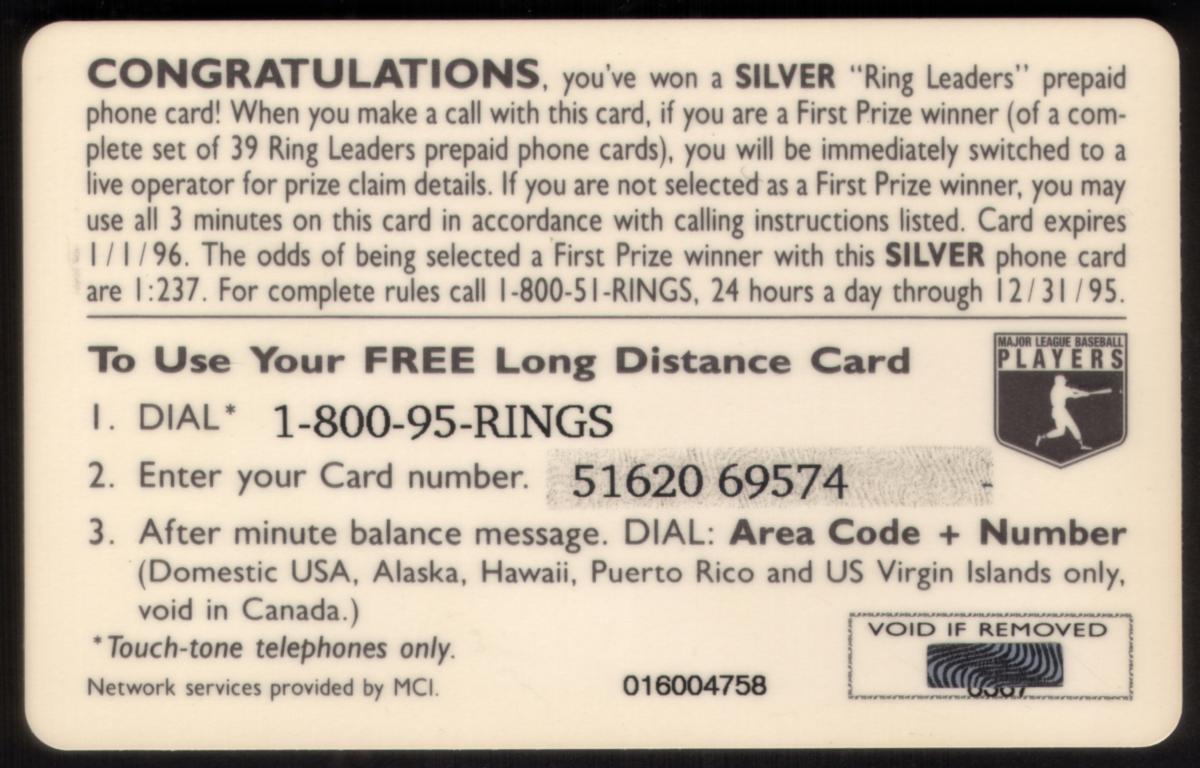 CONGRATULATIONS, you've won a SILVER "Ring Leaders" prepaid
phone card! When you make a call with this card, if you are a First Prize winner (of a com-
plete set of 39 Ring Leaders prepaid phone cards), you will be immediately switched to a
live operator for prize claim details. If you are not selected as a First Prize winner, you may
use all 3 minutes on this card in accordance with calling instructions listed. Card expires
1/1/96. The odds of being selected a First Prize winner with this SILVER phone card
are 1:237. For complete rules call 1-800-51-RINGS, 24 hours a day through 12/31/95.
To Use Your FREE Long Distance Card
MAJOR LEAGUE BASEBALL
PLAYERS
1. DIAL* 1-800-95-RINGS
2. Enter your Card number. 51620 69574
3. After minute balance message. DIAL: Area Code + Number
(Domestic USA, Alaska, Hawaii, Puerto Rico and US Virgin Islands only,
void in Canada.)
*Touch-tone telephones only.
VOID IF REMOVED
Network services provided by MCI.
016004758